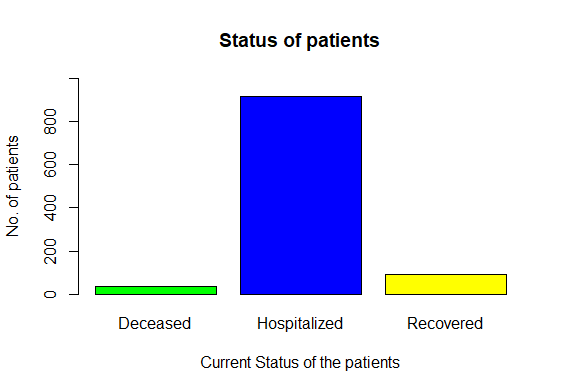 Status of patients
No. of patients
800
600
400
200
0
Deceased Hospitalized Recovered
Current Status of the patients